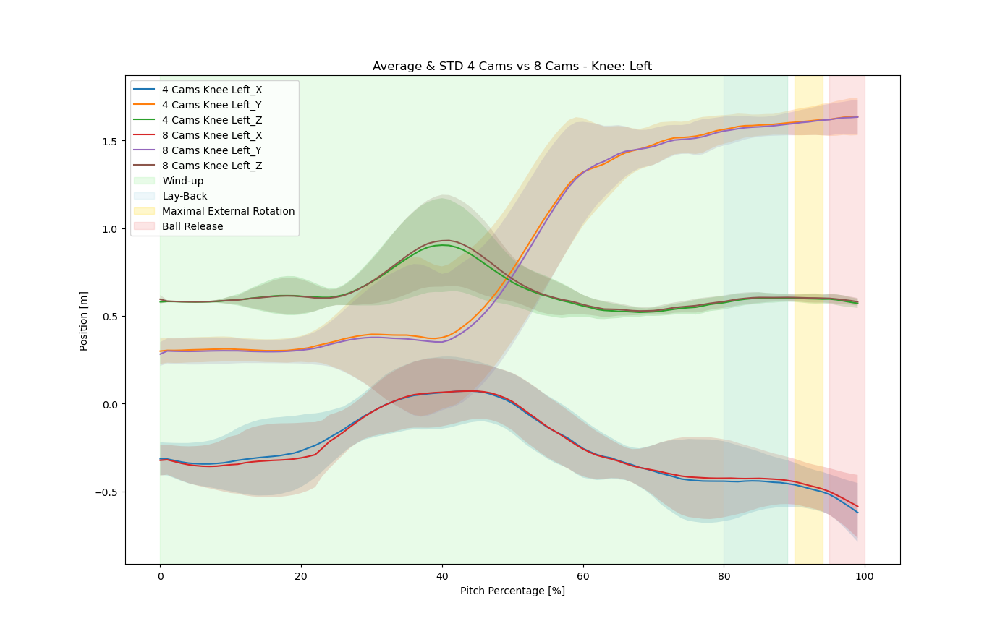 Average & STD 4 Cams vs 8 Cams - Knee: Left
4 Cams Knee Left_X
4 Cams Knee Left_Y
4 Cams Knee Left_Z
8 Cams Knee Left_X
8 Cams Knee Left_Y
8 Cams Knee Left_Z
Wind-up
Lay-Back
Maximal External Rotation
Ball Release
Position [m]
1.5
1.0
0.5
0.0
−0.5
0 20 40 60 80 100
Pitch Percentage [%]